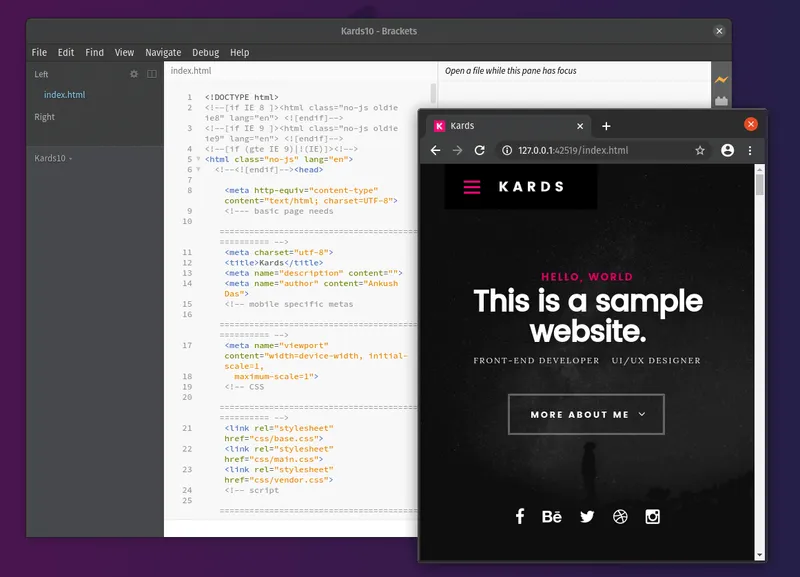 Kards10 - Brackets
File Edit Find View Navigate Debug Help
Left
index.html
Right
Kards10
index.html
Open a file while this pane has focus
1 <!DOCTYPE html>
2 <!--[if IE 8 ]><html class="no-js oldie
ie8" lang="en"> <![endif]-->
3 <!--[if IE 9 ]><html class="no-js oldie
ie9" lang="en"> <![endif]-->
4 <!--[if (gte IE 9)|!(IE)]><!-->
5 <html class="no-js" lang="en">
6 <!--<![endif]--><head>
7
8 <meta http-equiv="content-type"
content="text/html; charset=UTF-8">
9 <!--- basic page needs
10
==========================================
========== -->
11 <meta charset="utf-8">
12 <title>Kards</title>
13 <meta name="description" content="">
14 <meta name="author" content="Ankush
Das">
15 <!-- mobile specific metas
16
==========================================
========== -->
17 <meta name="viewport"
content="width=device-width, initial-
scale=1,
18 maximum-scale=1">
19 <!-- CSS
20
==========================================
========== -->
21 <link rel="stylesheet"
href="css/base.css">
22 <link rel="stylesheet"
href="css/main.css">
23 <link rel="stylesheet"
href="css/vendor.css">
24 <!-- script
25
==========================================
K Kards
127.0.0.1:42519/index.html
KARDS
HELLO, WORLD
This is a sample
website.
FRONT-END DEVELOPER UI/UX DESIGNER
MORE ABOUT ME
f Bē